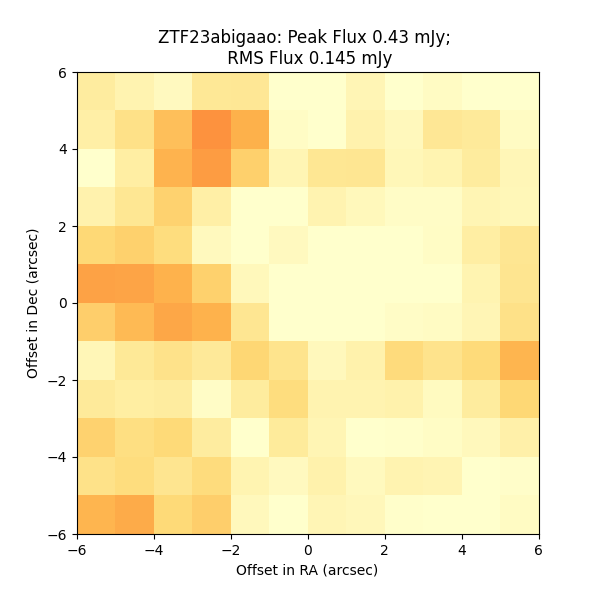 ZTF23abigaao: Peak Flux 0.43 mJy;
RMS Flux 0.145 mJy
6
4
2
0
−2
−4
−6
Offset in Dec (arcsec)
−6 −4 −2 0 2 4 6
Offset in RA (arcsec)